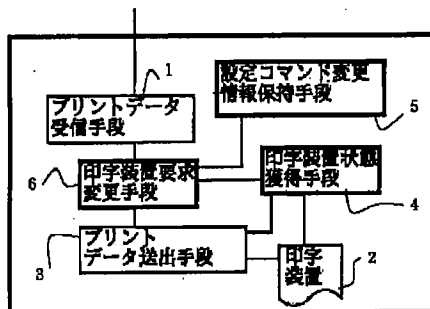 1
プリントデータ
受信手段
設定コマンド変更
情報保持手段
5
6
印字装置要求
変更手段
印字装置状態
獲得手段
4
3
プリント
データ送出手段
印字
装置
2